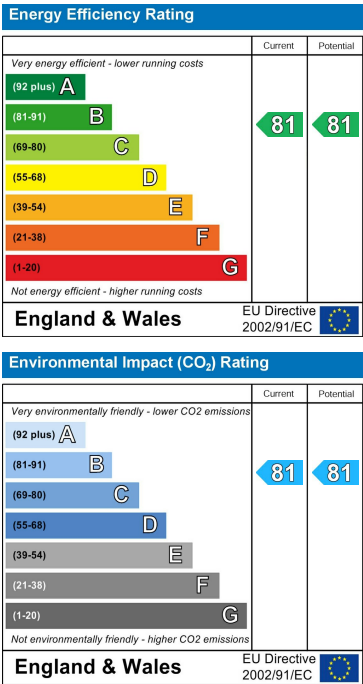 Energy Efficiency Rating
Current Potential
Very energy efficient - lower running costs
(92 plus) A
(81-91) B 81 81
(69-80) C
(55-68) D
(39-54) E
(21-38) F
(1-20) G
Not energy efficient - higher running costs
England & Wales EU Directive 2002/91/EC
Environmental Impact (CO₂) Rating
Current Potential
Very environmentally friendly - lower CO2 emissions
(92 plus) A
(81-91) B 81 81
(69-80) C
(55-68) D
(39-54) E
(21-38) F
(1-20) G
Not environmentally friendly - higher CO2 emissions
England & Wales EU Directive 2002/91/EC